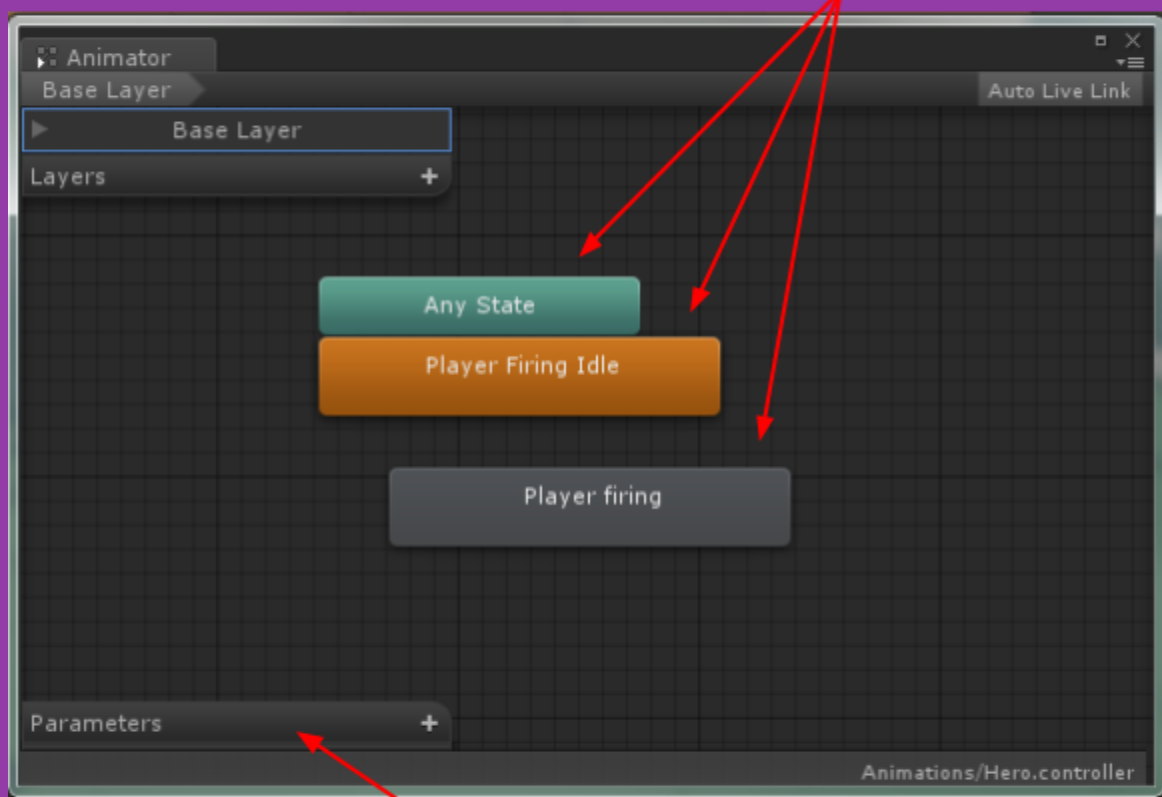 Animator
Base Layer
Auto Live Link
Base Layer
Layers +
Any State
Player Firing Idle
Player firing
Parameters +
Animations/Hero.controller